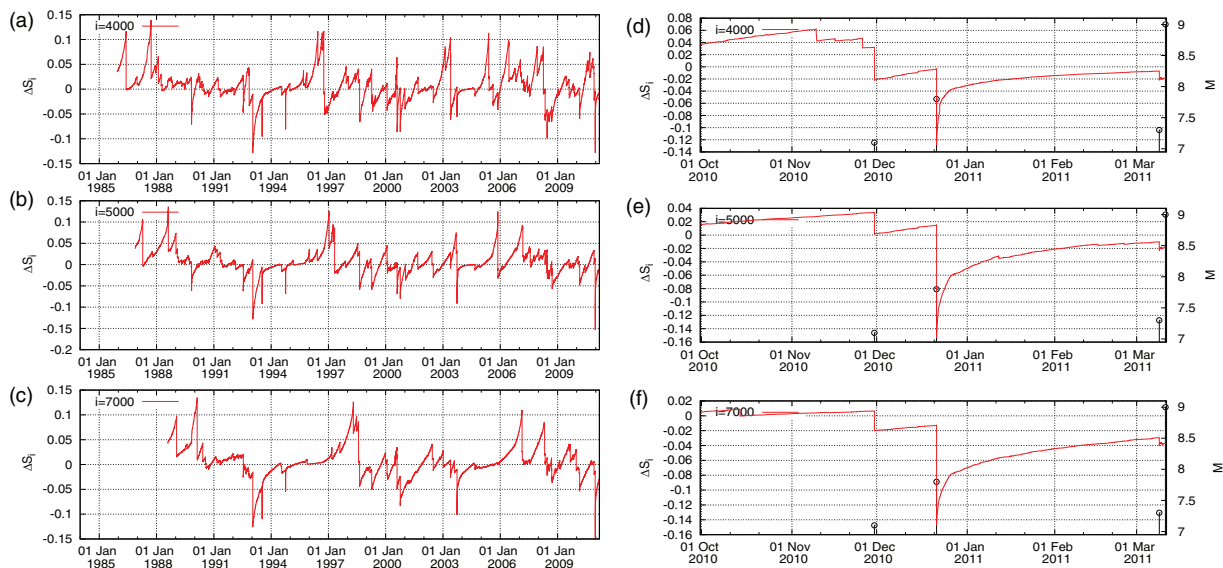 (a)
i=4000
0.15
0.1
0.05
0
-0.05
-0.1
-0.15
ΔSi
01 Jan 01 Jan 01 Jan 01 Jan 01 Jan 01 Jan 01 Jan 01 Jan 01 Jan
1985 1988 1991 1994 1997 2000 2003 2006 2009
(b)
i=5000
0.15
0.1
0.05
0
-0.05
-0.1
-0.15
-0.2
ΔSi
01 Jan 01 Jan 01 Jan 01 Jan 01 Jan 01 Jan 01 Jan 01 Jan 01 Jan
1985 1988 1991 1994 1997 2000 2003 2006 2009
(c)
i=7000
0.15
0.1
0.05
0
-0.05
-0.1
-0.15
ΔSi
01 Jan 01 Jan 01 Jan 01 Jan 01 Jan 01 Jan 01 Jan 01 Jan 01 Jan
1985 1988 1991 1994 1997 2000 2003 2006 2009
(d)
i=4000
0.08
0.06
0.04
0.02
-0.02
-0.04
-0.06
-0.08
-0.1
-0.12
-0.14
ΔSi
9
8.5
8
7.5
7
M
01 Oct 01 Nov 01 Dec 01 Jan 01 Feb 01 Mar
2010 2010 2010 2011 2011 2011
(e)
i=5000
0.04
0.02
0
-0.02
-0.04
-0.06
-0.08
-0.1
-0.12
-0.14
-0.16
ΔSi
9
8.5
8
7.5
7
M
01 Oct 01 Nov 01 Dec 01 Jan 01 Feb 01 Mar
2010 2010 2010 2011 2011 2011
(f)
i=7000
0.02
0
-0.02
-0.04
-0.06
-0.08
-0.1
-0.12
-0.14
-0.16
ΔSi
9
8.5
8
7.5
7
M
01 Oct 01 Nov 01 Dec 01 Jan 01 Feb 01 Mar
2010 2010 2010 2011 2011 2011